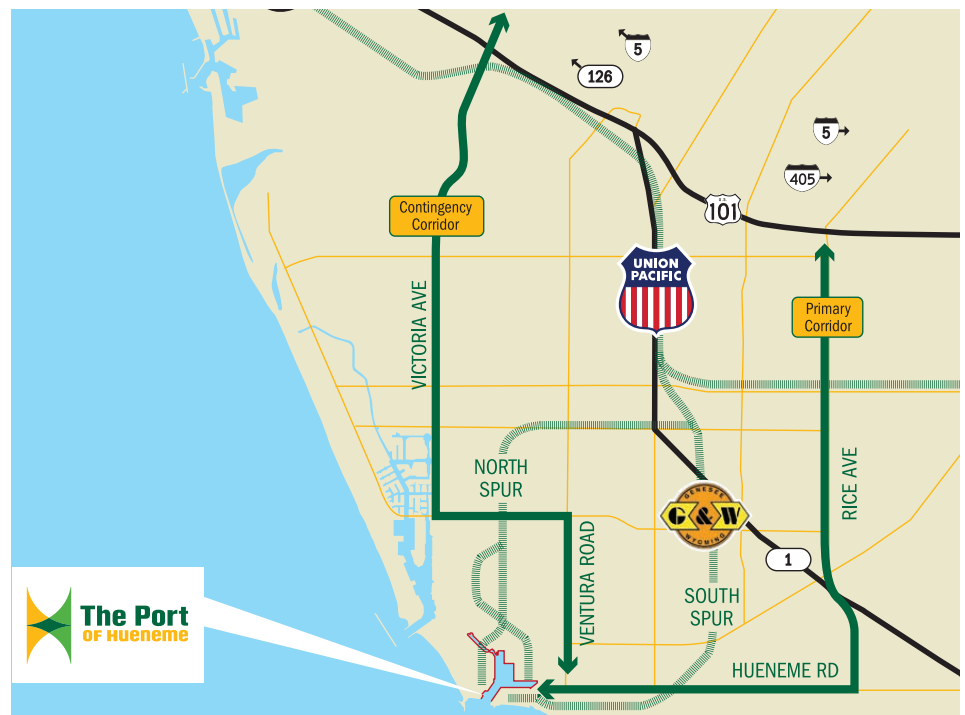 5
126
5
405
U.S.
101
Contingency
Corridor
UNION
PACIFIC
VICTORIA AVE
Primary
Corridor
RICE AVE
NORTH
SPUR
GENESEE
G & W
WYOMING
1
VENTURA ROAD
SOUTH
SPUR
The Port
OF HUENEME
HUENEME RD